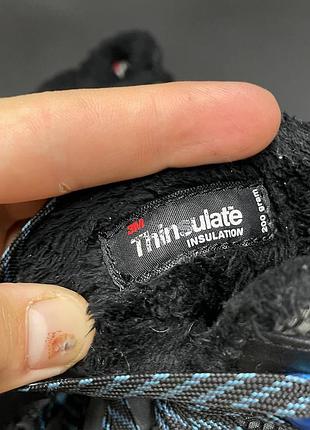 3M
Thinsulate
INSULATION
200 gram